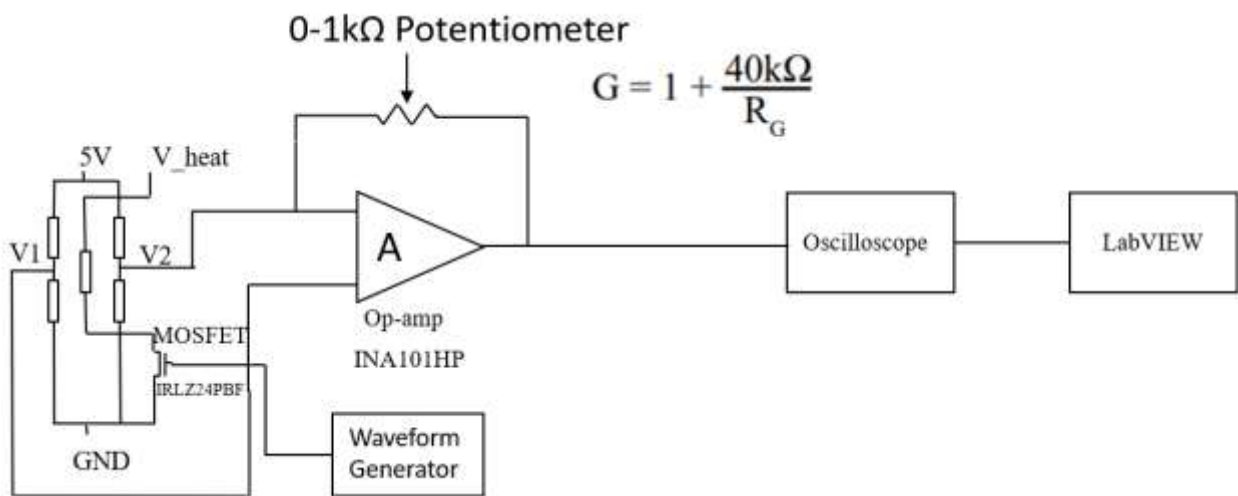 0-1kΩ Potentiometer
G = 1 + 40kΩ / R_G
5V
V_heat
V1
V2
A
Oscilloscope
LabVIEW
Op-amp
INA101HP
MOSFET
IRLZ24PBF
GND
Waveform
Generator